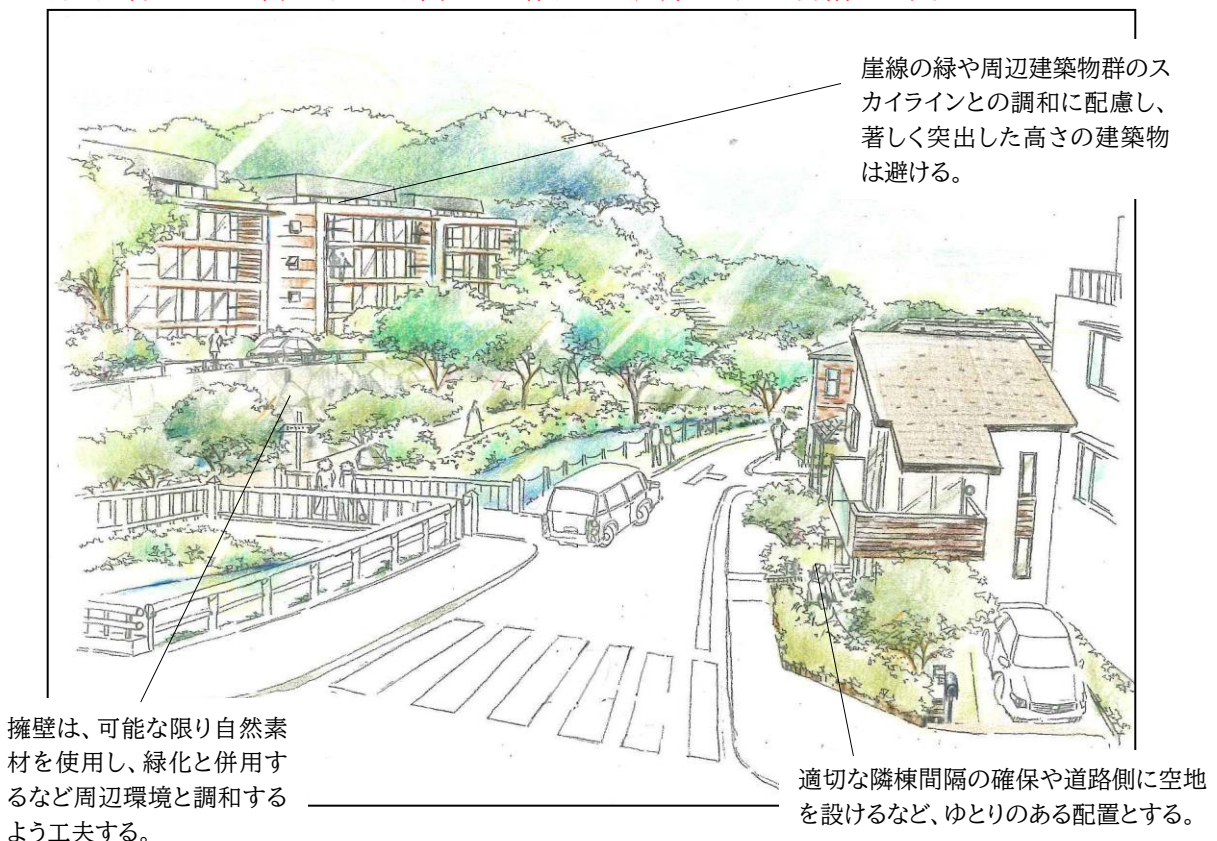 崖線の緑や周辺建築物群のス
カイラインとの調和に配慮し、
著しく突出した高さの建築物
は避ける。
擁壁は、可能な限り自然素
材を使用し、緑化と併用す
るなど周辺環境と調和する
よう工夫する。
適切な隣棟間隔の確保や道路側に空地
を設けるなど、ゆとりのある配置とする。